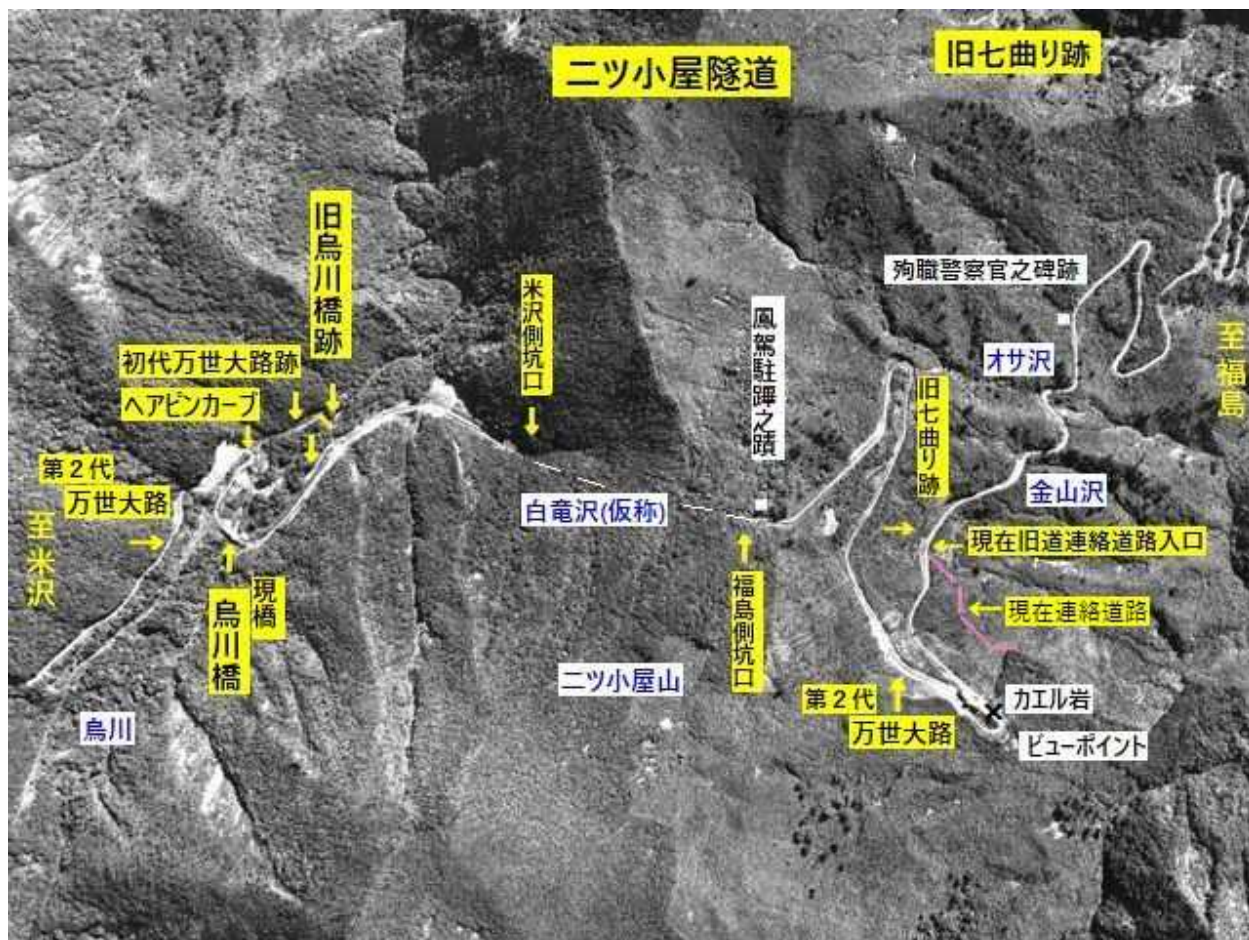 二ツ小屋隧道
旧七曲り跡
旧烏川橋跡
米沢側坑口
鳳駕駐蹕之蹟
殉職警察官之碑跡
至福島
オサ沢
初代万世大路跡
ヘアピンカーブ
旧七曲り跡
第2代
万世大路
至米沢
白竜沢(仮称)
金山沢
現在旧道連絡道路入口
現橋
烏川橋
福島側坑口
現在連絡道路
二ツ小屋山
第2代
万世大路
カエル岩
ビューポイント
烏川